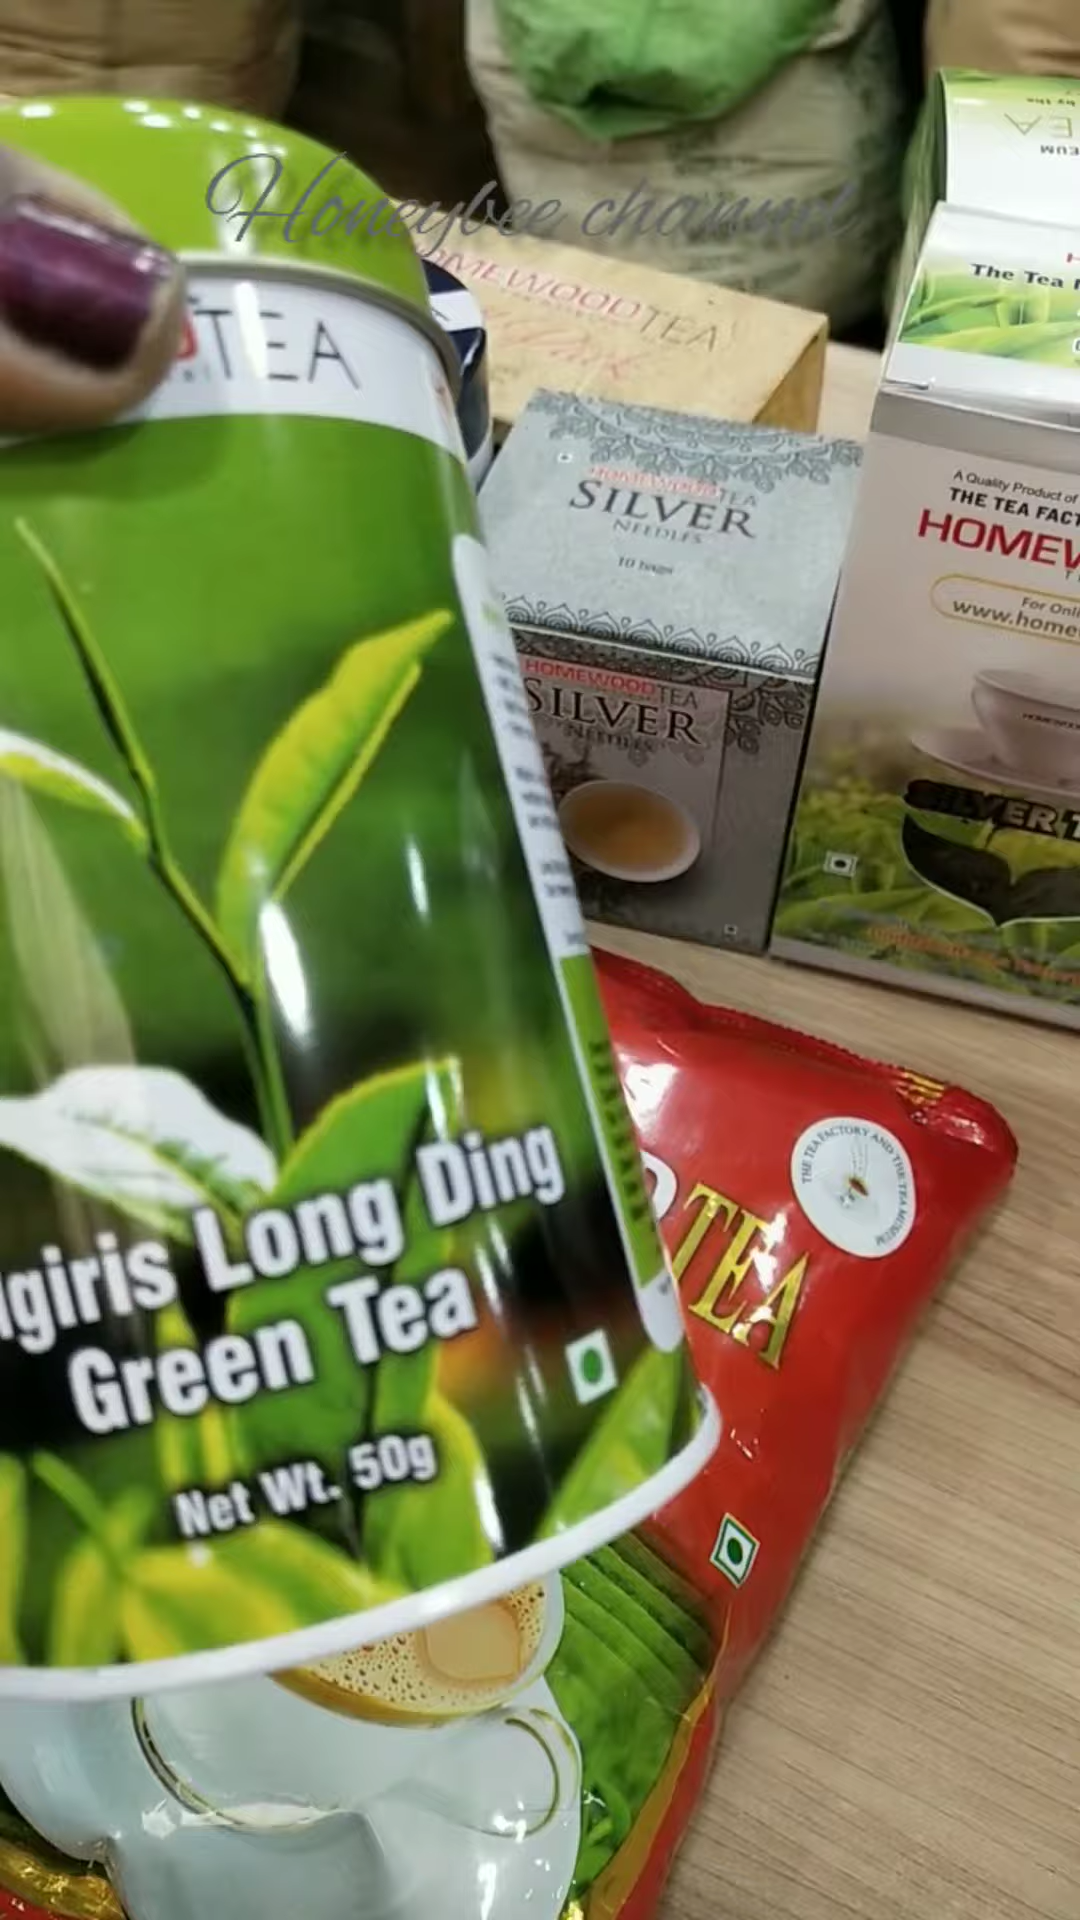 Honeybee channel
TEA
lgiris Long Ding
Green Tea
Net Wt. 50g
OMEWOODTEA
HOMEWOODTEA
SILVER
NEEDLES
10 bags
HOMEWOODTEA
SILVER
NEEDLES
EA
The Tea
A Quality Product of
THE TEA FACT
HOMEW
For Onli
www.home
SILVER T
TEA
THE TEA FACTORY AND THE TEA MUSEUM